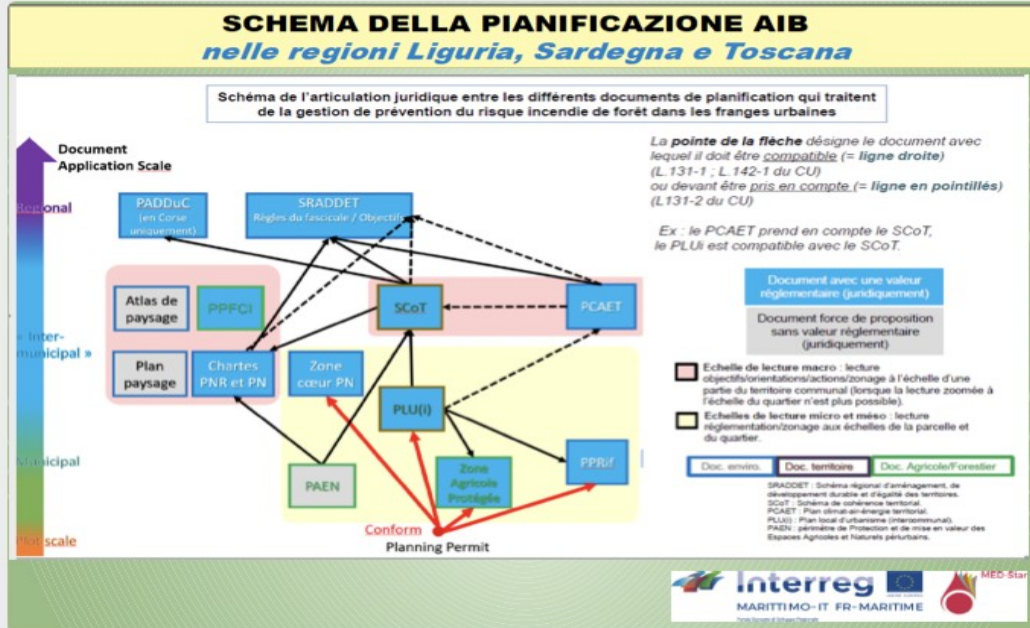 SCHEMA DELLA PIANIFICAZIONE AIB
nelle regioni Liguria, Sardegna e Toscana
Schéma de l'articulation juridique entre les différents documents de planification qui traitent
de la gestion de prévention du risque incendie de forêt dans les franges urbaines
Document
Application Scale
Regional
« Inter-
municipal »
Municipal
Plot scale
PADDuC
(en Corse
uniquement)
SRADDET
Règles du fascicule / Objectifs
Atlas de
paysage
PPFCI
SCoT
PCAET
Plan
paysage
Chartes
PNR et PN
Zone
cœur PN
PLU(i)
PAEN
Zone
Agricole
Protégée
PPRif
Conform
Planning Permit
La pointe de la flèche désigne le document avec
lequel il doit être compatible (= ligne droite)
(L.131-1 ; L.142-1 du CU)
ou devant être pris en compte (= ligne en pointillés)
(L131-2 du CU)
Ex : le PCAET prend en compte le SCoT,
le PLUi est compatible avec le SCoT.
Document avec une valeur
réglementaire (juridiquement)
Document force de proposition
sans valeur réglementaire
(juridiquement)
Echelle de lecture macro : lecture
objectifs/orientations/actions/zonage à l'échelle d'une
partie du territoire communal (lorsque la lecture zoomée à
l'échelle du quartier n'est plus possible).
Echelles de lecture micro et méso : lecture
réglementation/zonage aux échelles de la parcelle et
du quartier.
Doc. enviro.
Doc. territoire
Doc. Agricole/Forestier
SRADDET : Schéma régional d'aménagement, de
développement durable et d'égalité des territoires.
SCoT : Schéma de cohérence territorial.
PCAET : Plan climat-air-énergie territorial.
PLU(i) : Plan local d'urbanisme (intercommunal).
PAEN : périmètre de Protection et de mise en valeur des
Espaces Agricoles et Naturels périurbains.
Interreg
MARITTIMO-IT FR-MARITIME
MED-Star